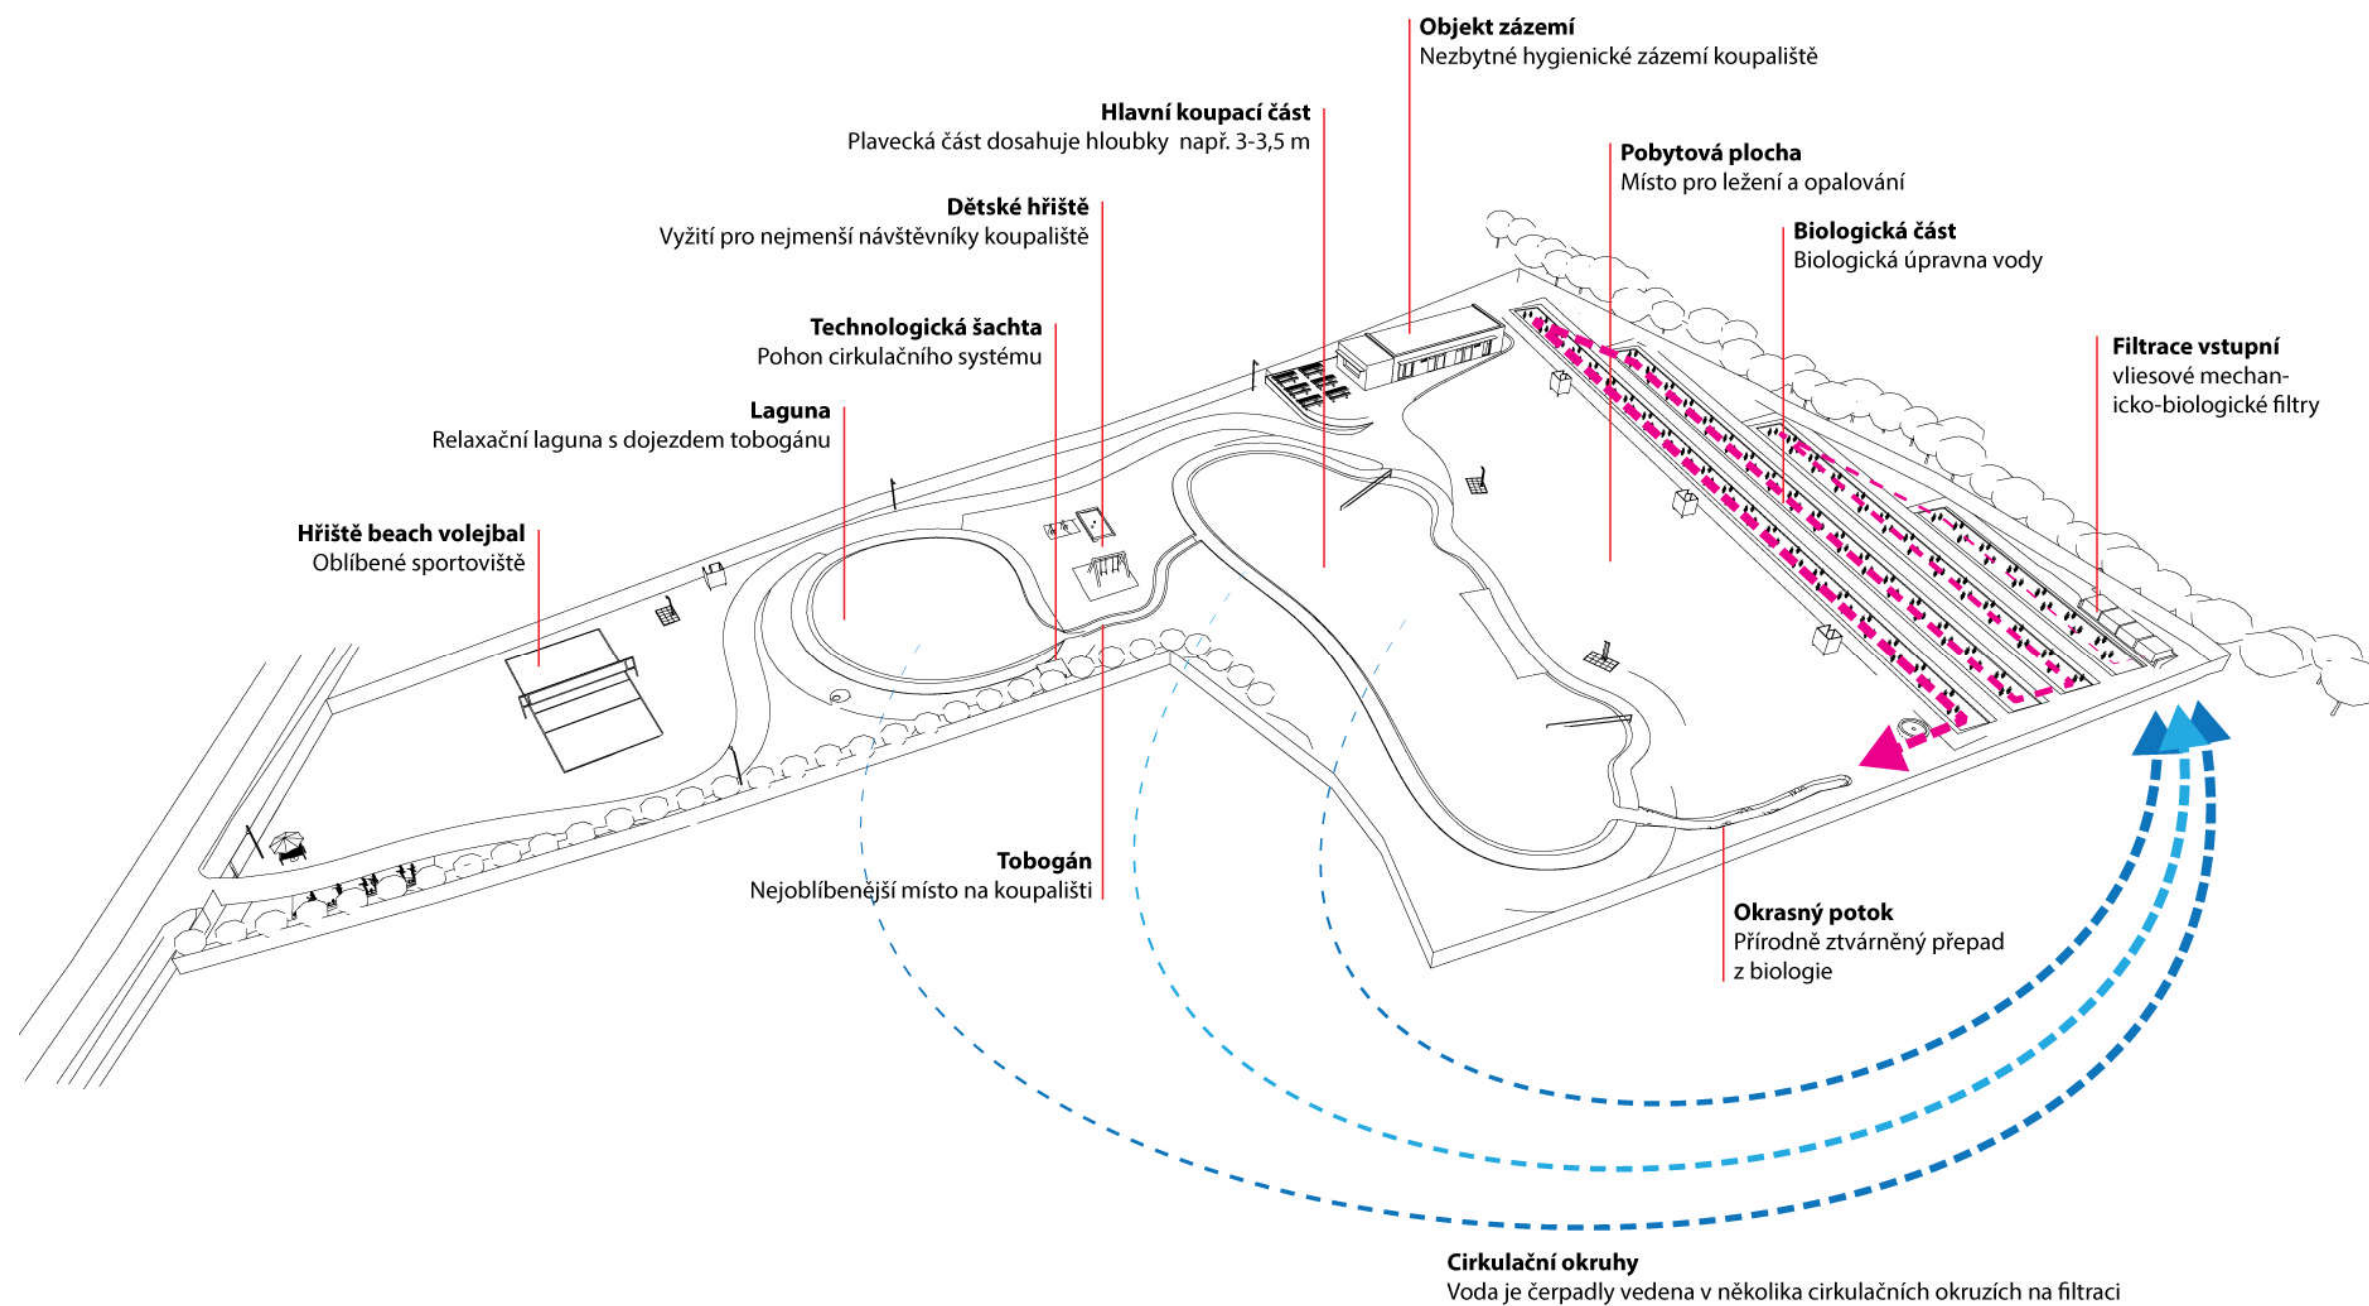 Objekt zázemí
Nezbytné hygienické zázemí koupaliště
Hlavní koupací část
Plavecká část dosahuje hloubky např. 3-3,5 m
Pobytová plocha
Místo pro ležení a opalování
Dětské hřiště
Vyžití pro nejmenší návštěvníky koupaliště
Biologická část
Biologická úpravna vody
Technologická šachta
Pohon cirkulačního systému
Filtrace vstupní
vliesové mechan-
icko-biologické filtry
Laguna
Relaxační laguna s dojezdem tobogánu
Hřiště beach volejbal
Oblíbené sportoviště
Tobogán
Nejoblíbenější místo na koupališti
Okrasný potok
Přírodně ztvárněný přepad
z biologie
Cirkulační okruhy
Voda je čerpadly vedena v několika cirkulačních okruzích na filtraci